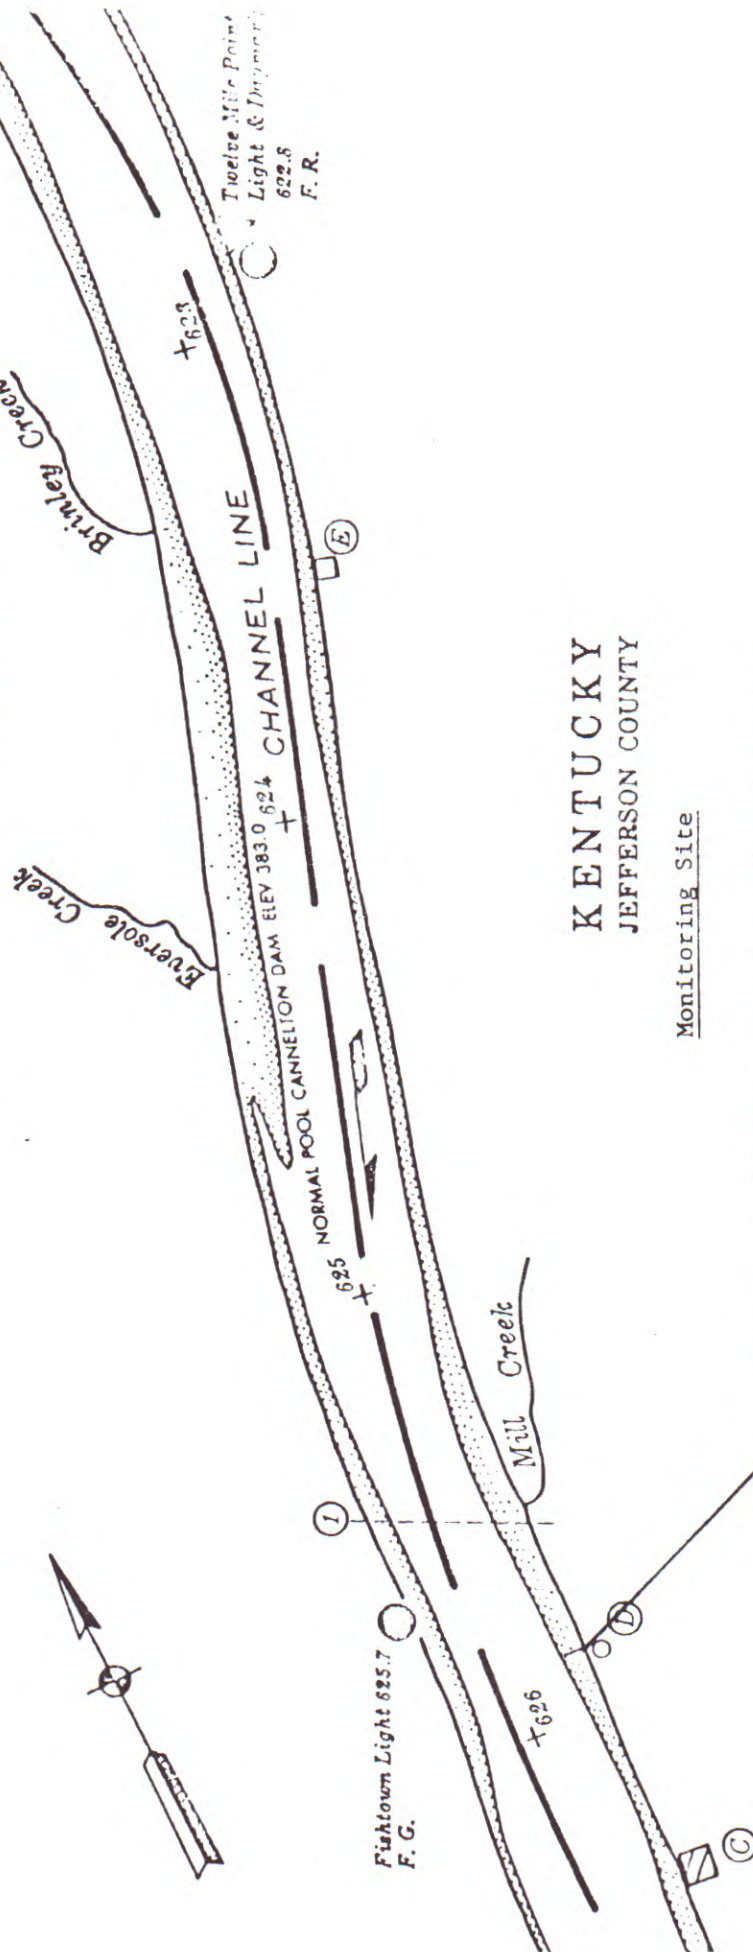 Twelve Mile Point
Light &
622.8
F. R.
+623
Brinley Creek
E
CHANNEL LINE
+ 624
NORMAL POOL CANNELTON DAM ELEV 383.0
Eversole Creek
KENTUCKY
JEFFERSON COUNTY
Monitoring Site
+ 625
Mill Creek
1
Fishtown Light 625.7
F. G.
D
+626
C